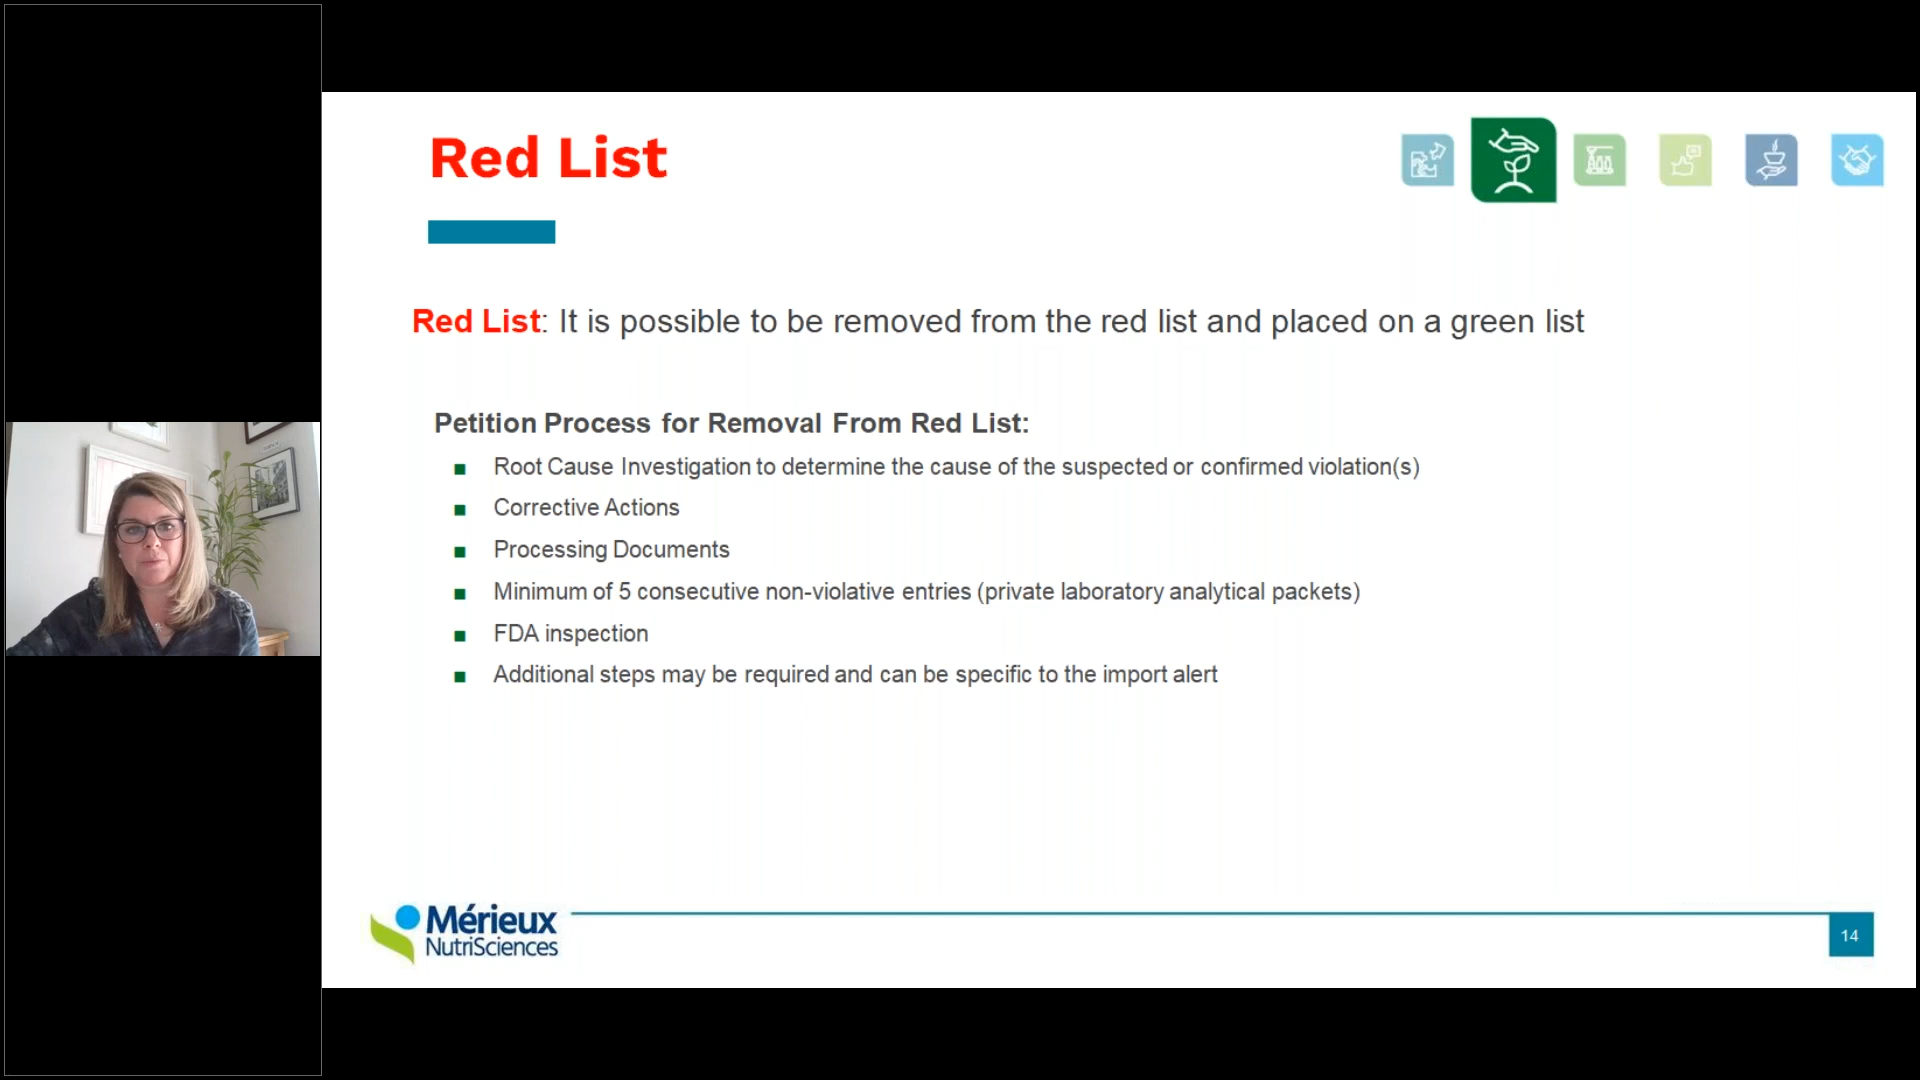 Red List
Red List: It is possible to be removed from the red list and placed on a green list
Petition Process for Removal From Red List:
Root Cause Investigation to determine the cause of the suspected or confirmed violation(s)
Corrective Actions
Processing Documents
Minimum of 5 consecutive non-violative entries (private laboratory analytical packets)
FDA inspection
Additional steps may be required and can be specific to the import alert
Mérieux
NutriSciences
14